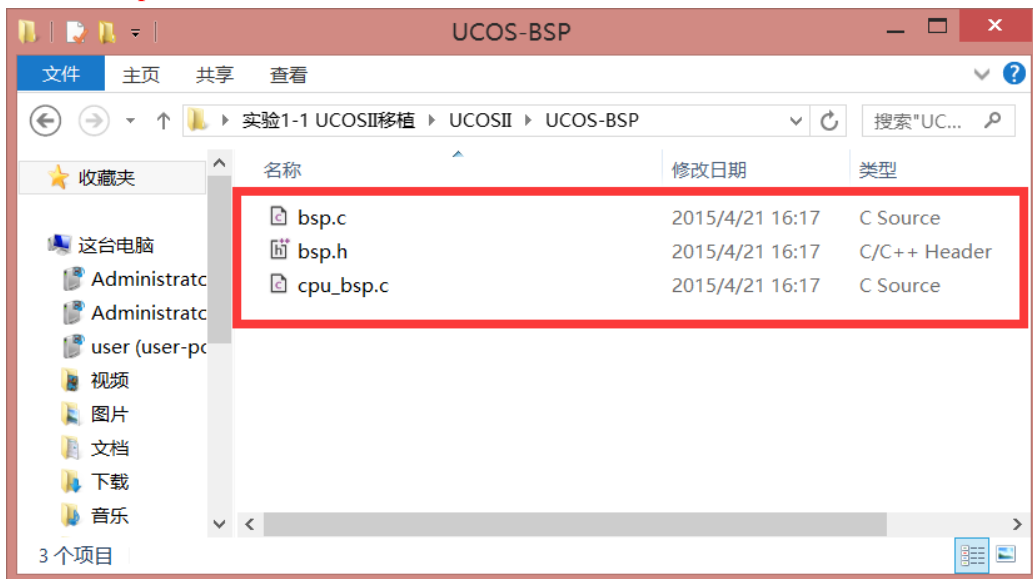 UCOS-BSP
文件 主页 共享 查看
实验1-1 UCOSII移植 UCOSII UCOS-BSP 搜索"UC...
名称 修改日期 类型
收藏夹
这台电脑
Administratc
Administratc
user (user-pc
视频
图片
文档
下载
音乐
bsp.c 2015/4/21 16:17 C Source
bsp.h 2015/4/21 16:17 C/C++ Header
cpu_bsp.c 2015/4/21 16:17 C Source
3 个项目